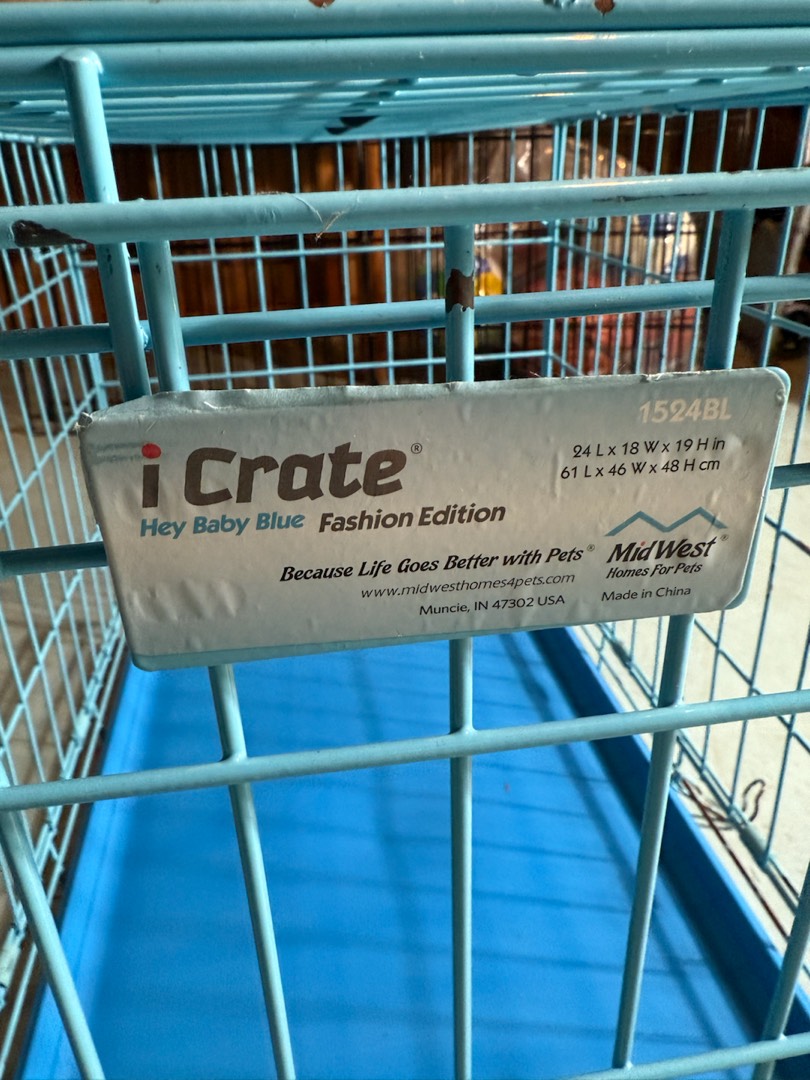 1524BL
i Crate®
24 L x 18 W x 19 H in
61 L x 46 W x 48 H cm
Hey Baby Blue Fashion Edition
Because Life Goes Better with Pets®
MidWest®
Homes For Pets
www.midwesthomes4pets.com
Muncie, IN 47302 USA
Made in China